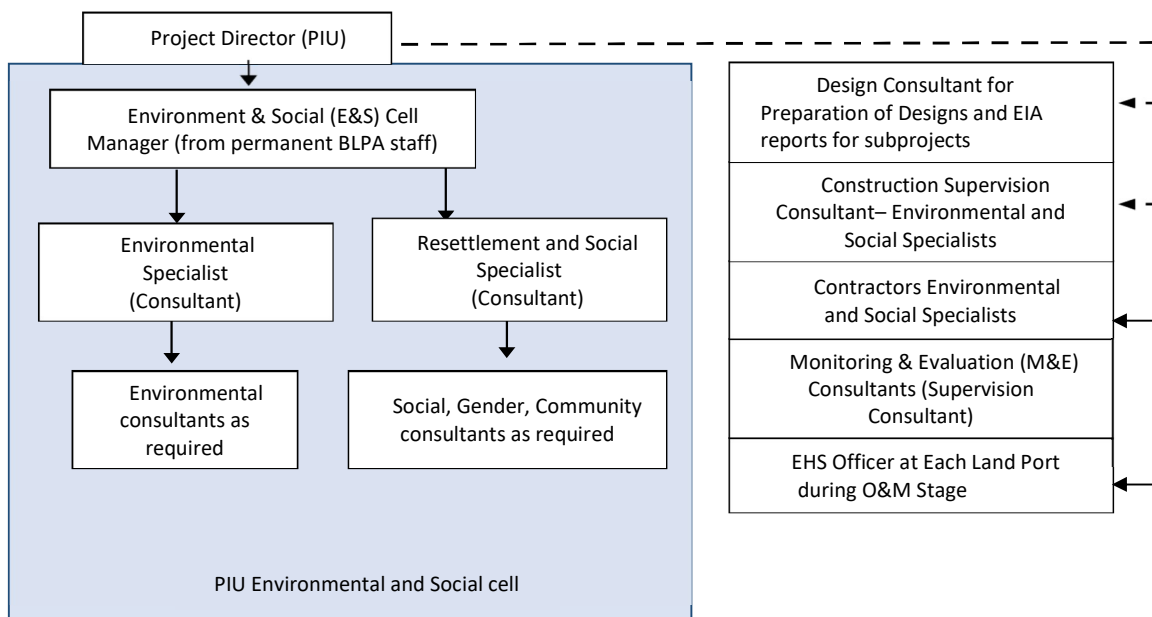 Project Director (PIU)
Environment & Social (E&S) Cell
Manager (from permanent BLPA staff)
Environmental
Specialist
(Consultant)
Resettlement and Social
Specialist
(Consultant)
Environmental
consultants as
required
Social, Gender, Community
consultants as required
PIU Environmental and Social cell
Design Consultant for
Preparation of Designs and EIA
reports for subprojects
Construction Supervision
Consultant– Environmental and
Social Specialists
Contractors Environmental
and Social Specialists
Monitoring & Evaluation (M&E)
Consultants (Supervision
Consultant)
EHS Officer at Each Land Port
during O&M Stage